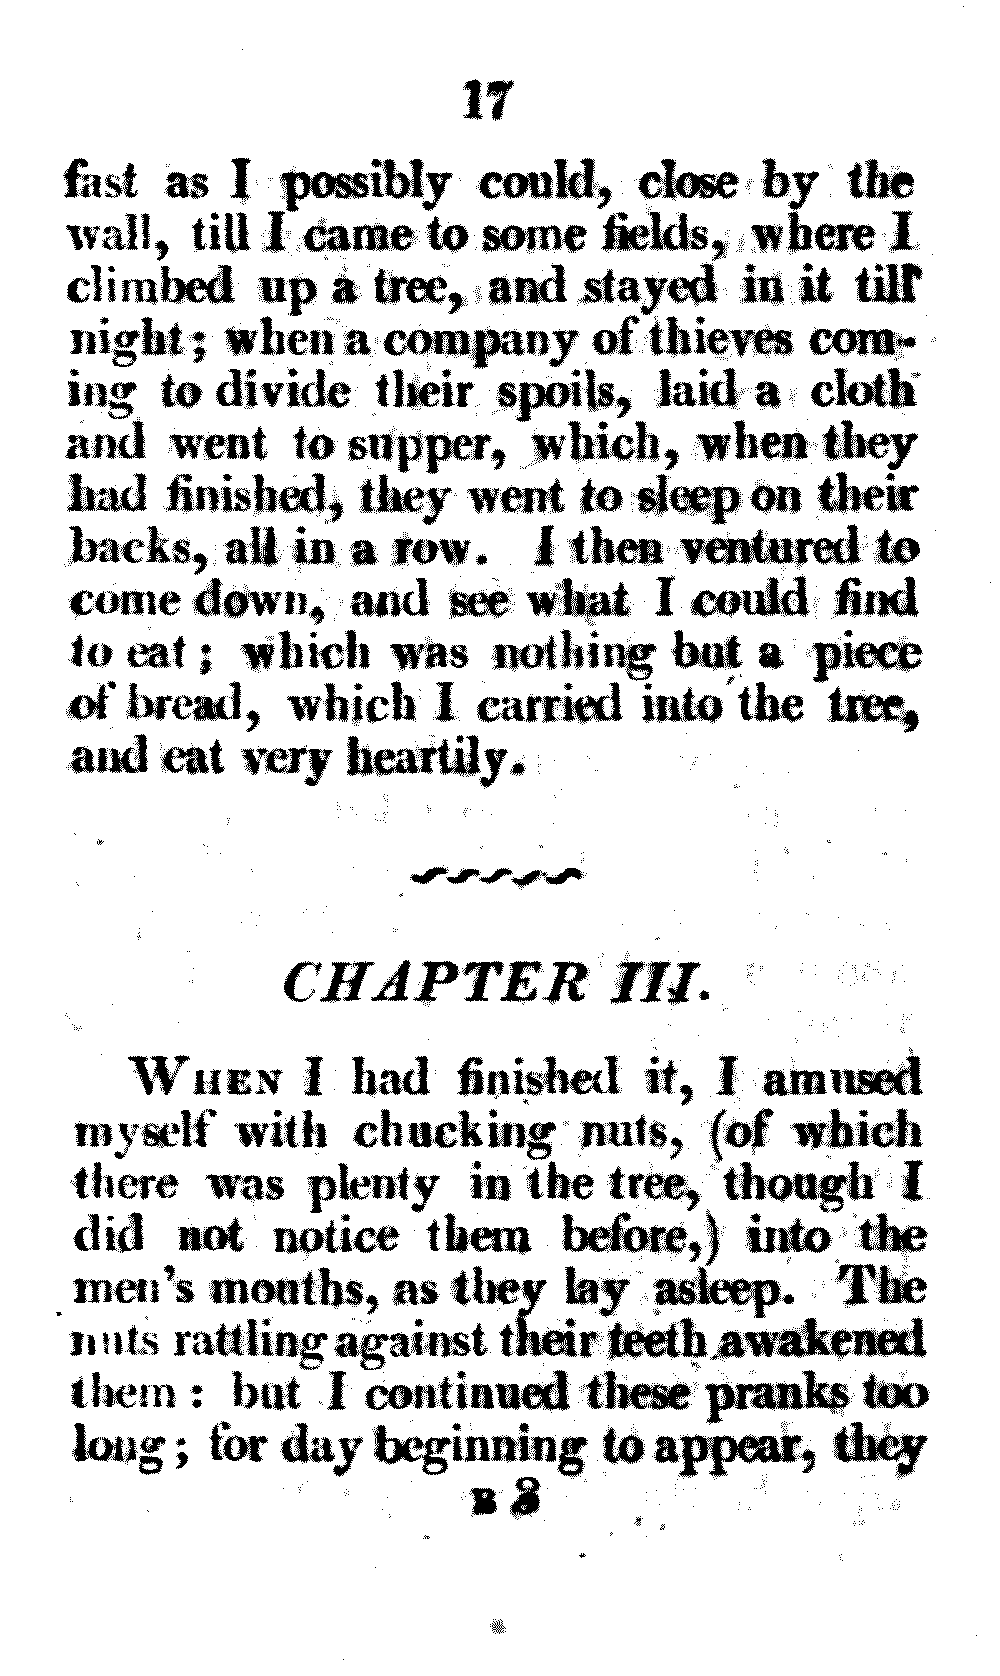 17
fast as I possibly could, close by the
wall, till I came to some fields, where I
climbed up a tree, and stayed in it till
night; when a company of thieves com-
ing to divide their spoils, laid a cloth
and went to supper, which, when they
had finished, they went to sleep on their
backs, all in a row. I then ventured to
come down, and see what I could find
to eat; which was nothing but a piece
of bread, which I carried into the tree,
and eat very heartily.
CHAPTER III.
WHEN I had finished it, I amused
myself with chucking nuts, (of which
there was plenty in the tree, though I
did not notice them before,) into the
men's mouths, as they lay asleep. The
nuts rattling against their teeth awakened
them: but I continued these pranks too
long; for day beginning to appear, they
B 3